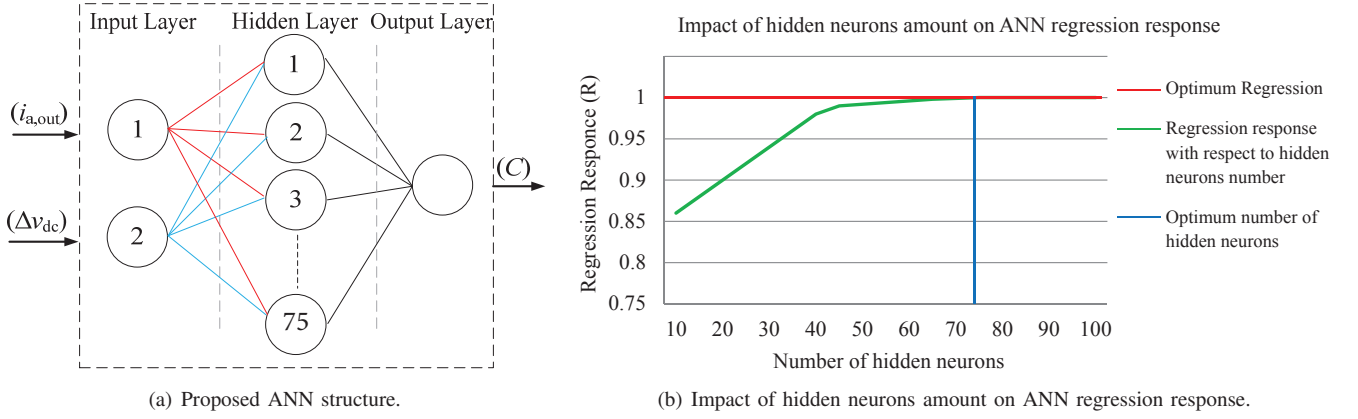 Input Layer
Hidden Layer
Output Layer
(i_a,out)
(Δv_dc)
1
2
1
2
3
75
(C)
(a) Proposed ANN structure.
Impact of hidden neurons amount on ANN regression response
Regression Responce (R)
1
0.95
0.9
0.85
0.8
0.75
10 20 30 40 50 60 70 80 90 100
Number of hidden neurons
Optimum Regression
Regression response
with respect to hidden
neurons number
Optimum number of
hidden neurons
(b) Impact of hidden neurons amount on ANN regression response.